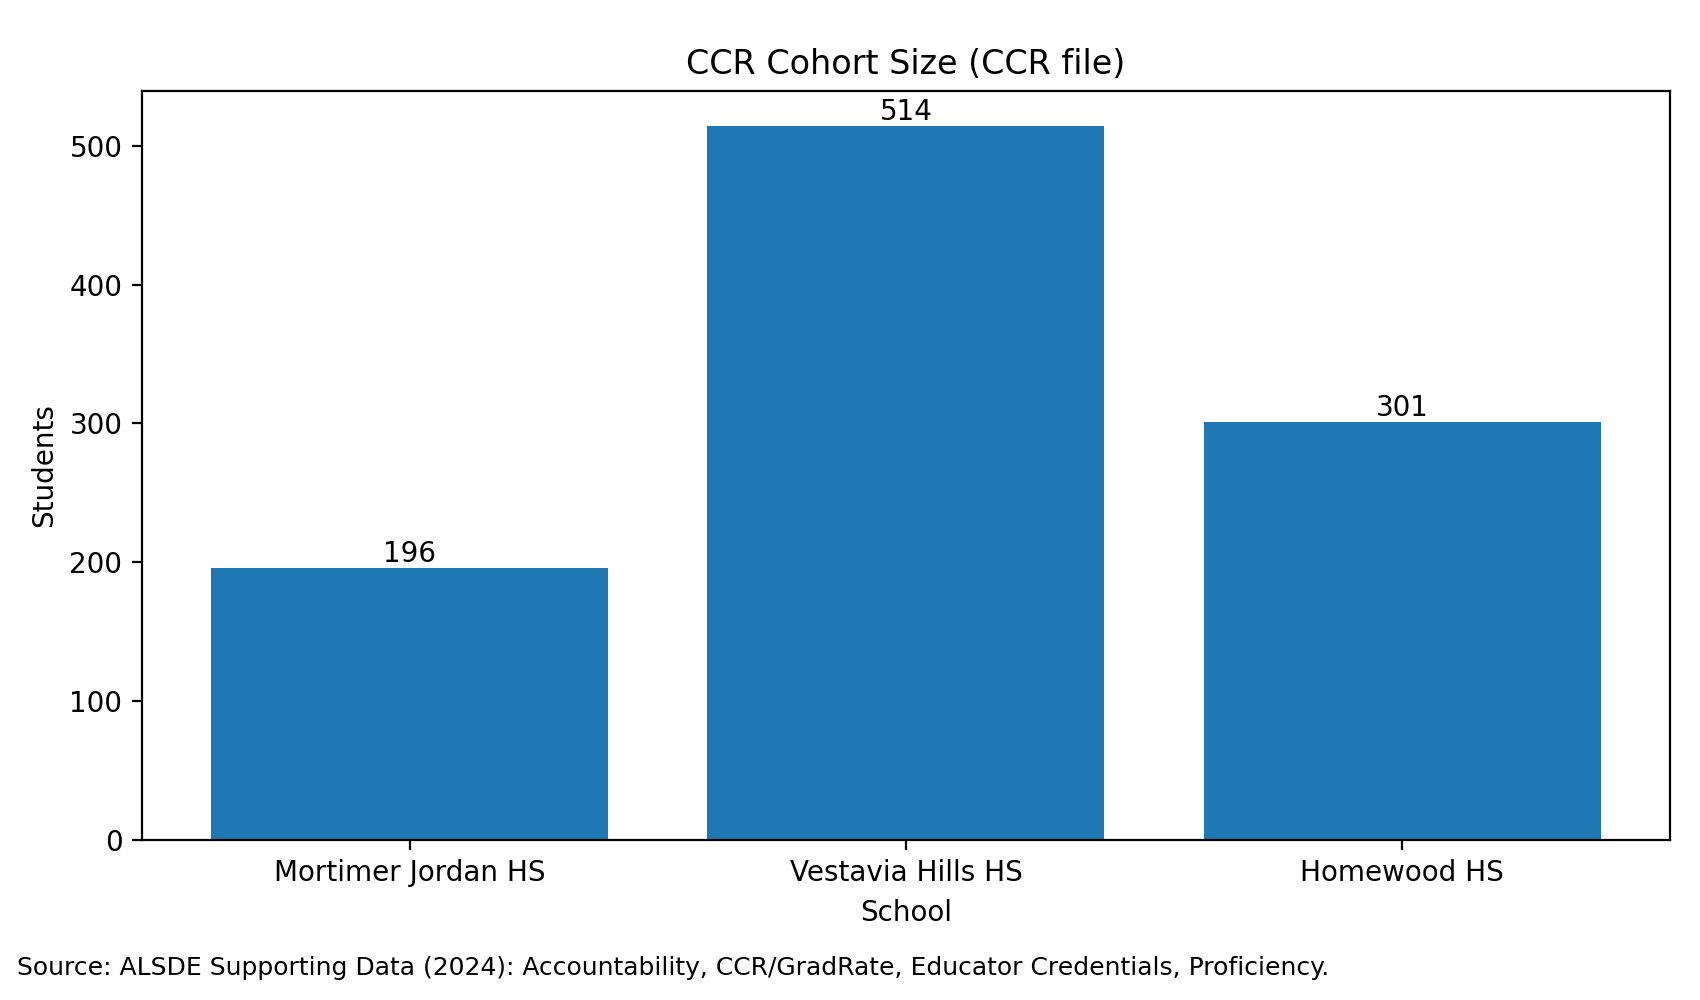 CCR Cohort Size (CCR file)
514
500
400
301
300
Students
196
200
100
0
Mortimer Jordan HS
Vestavia Hills HS
Homewood HS
School
Source: ALSDE Supporting Data (2024): Accountability, CCR/GradRate, Educator Credentials, Proficiency.